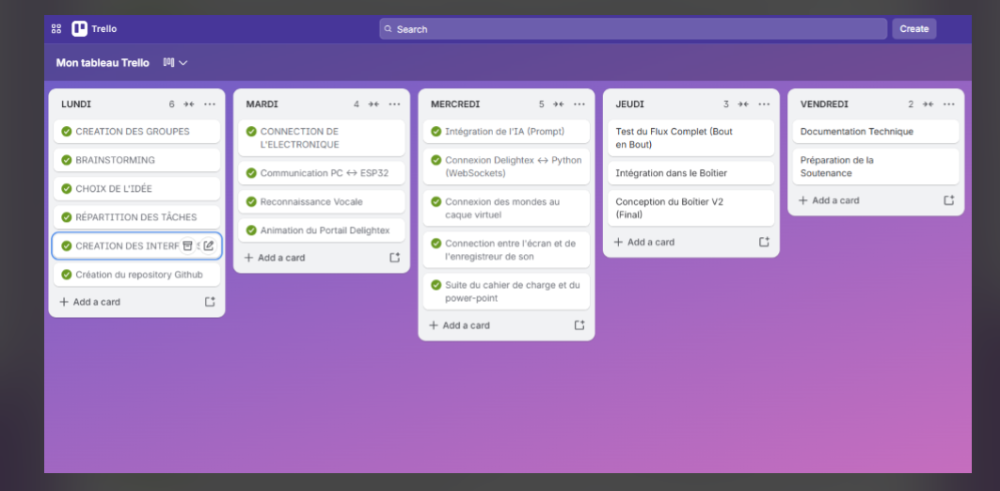 Trello
Search
Create
Mon tableau Trello
LUNDI
6
CREATION DES GROUPES
BRAINSTORMING
CHOIX DE L'IDÉE
RÉPARTITION DES TÂCHES
CREATION DES
Création du repository Github
+ Add a card
MARDI
4
CONNECTION DE
L'ELECTRONIQUE
Communication PC ↔ ESP32
Reconnaissance Vocale
Animation du Portail Delightex
+ Add a card
MERCREDI
5
Intégration de l'IA (Prompt)
Connexion Delightex ↔ Python
(WebSockets)
Connexion des mondes au
caque virtuel
Connection entre l'écran et de
l'enregistreur de son
Suite du cahier de charge et du
power-point
+ Add a card
JEUDI
3
Test du Flux Complet (Bout
en Bout)
Intégration dans le Boîtier
Conception du Boîtier V2
(Final)
+ Add a card
VENDREDI
2
Documentation Technique
Préparation de la
Soutenance
+ Add a card